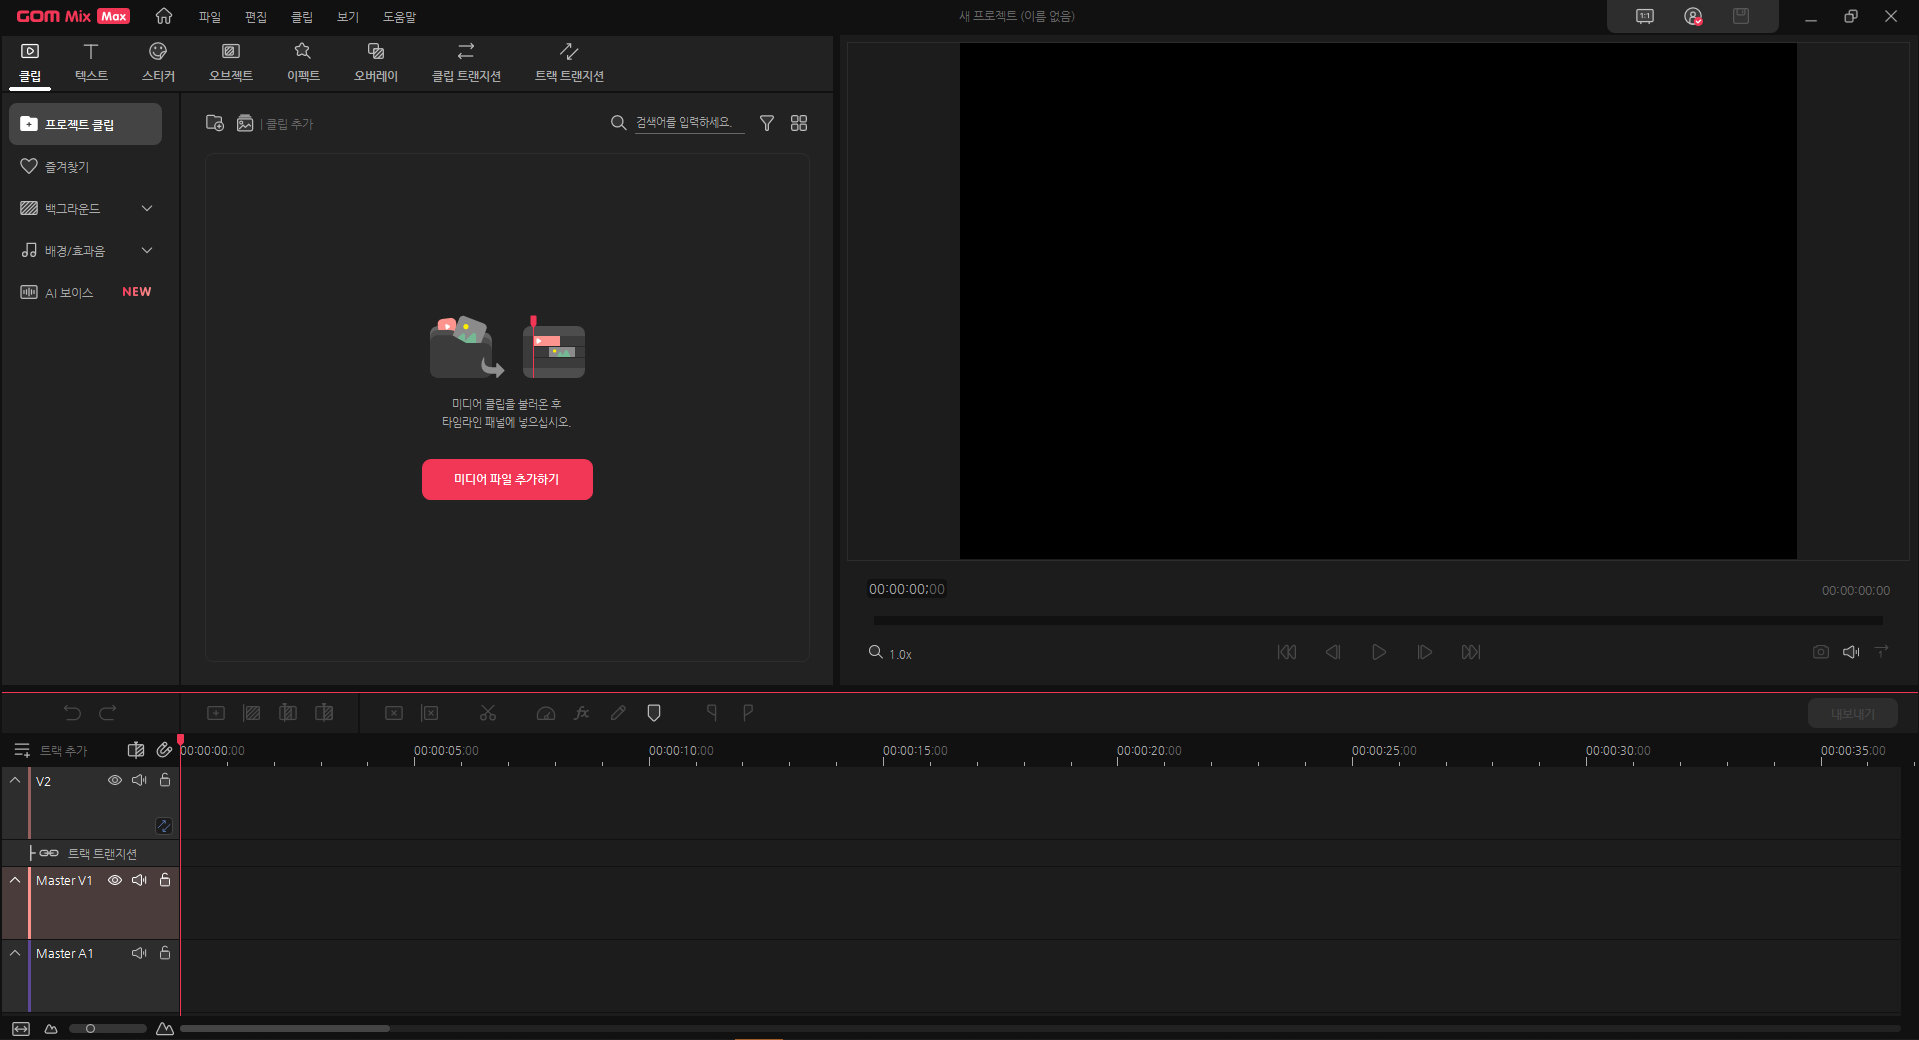 GOM Mix Max
파일 편집 클립 보기 도움말
새 프로젝트 (이름 없음)
1:1
클립 텍스트 스티커 오브젝트 이펙트 오버레이 클립 트랜지션 트랙 트랜지션
프로젝트 클립
즐겨찾기
백그라운드
배경/효과음
AI 보이스 NEW
| 클립 추가
검색어를 입력하세요.
미디어 클립을 불러온 후
타임라인 패널에 넣으십시오.
미디어 파일 추가하기
00:00:00;00
00:00:00;00
1.0x
fx
내보내기
트랙 추가
00:00:00;00 00:00:05;00 00:00:10;00 00:00:15;00 00:00:20;00 00:00:25;00 00:00:30;00 00:00:35;00
V2
트랙 트랜지션
Master V1
Master A1